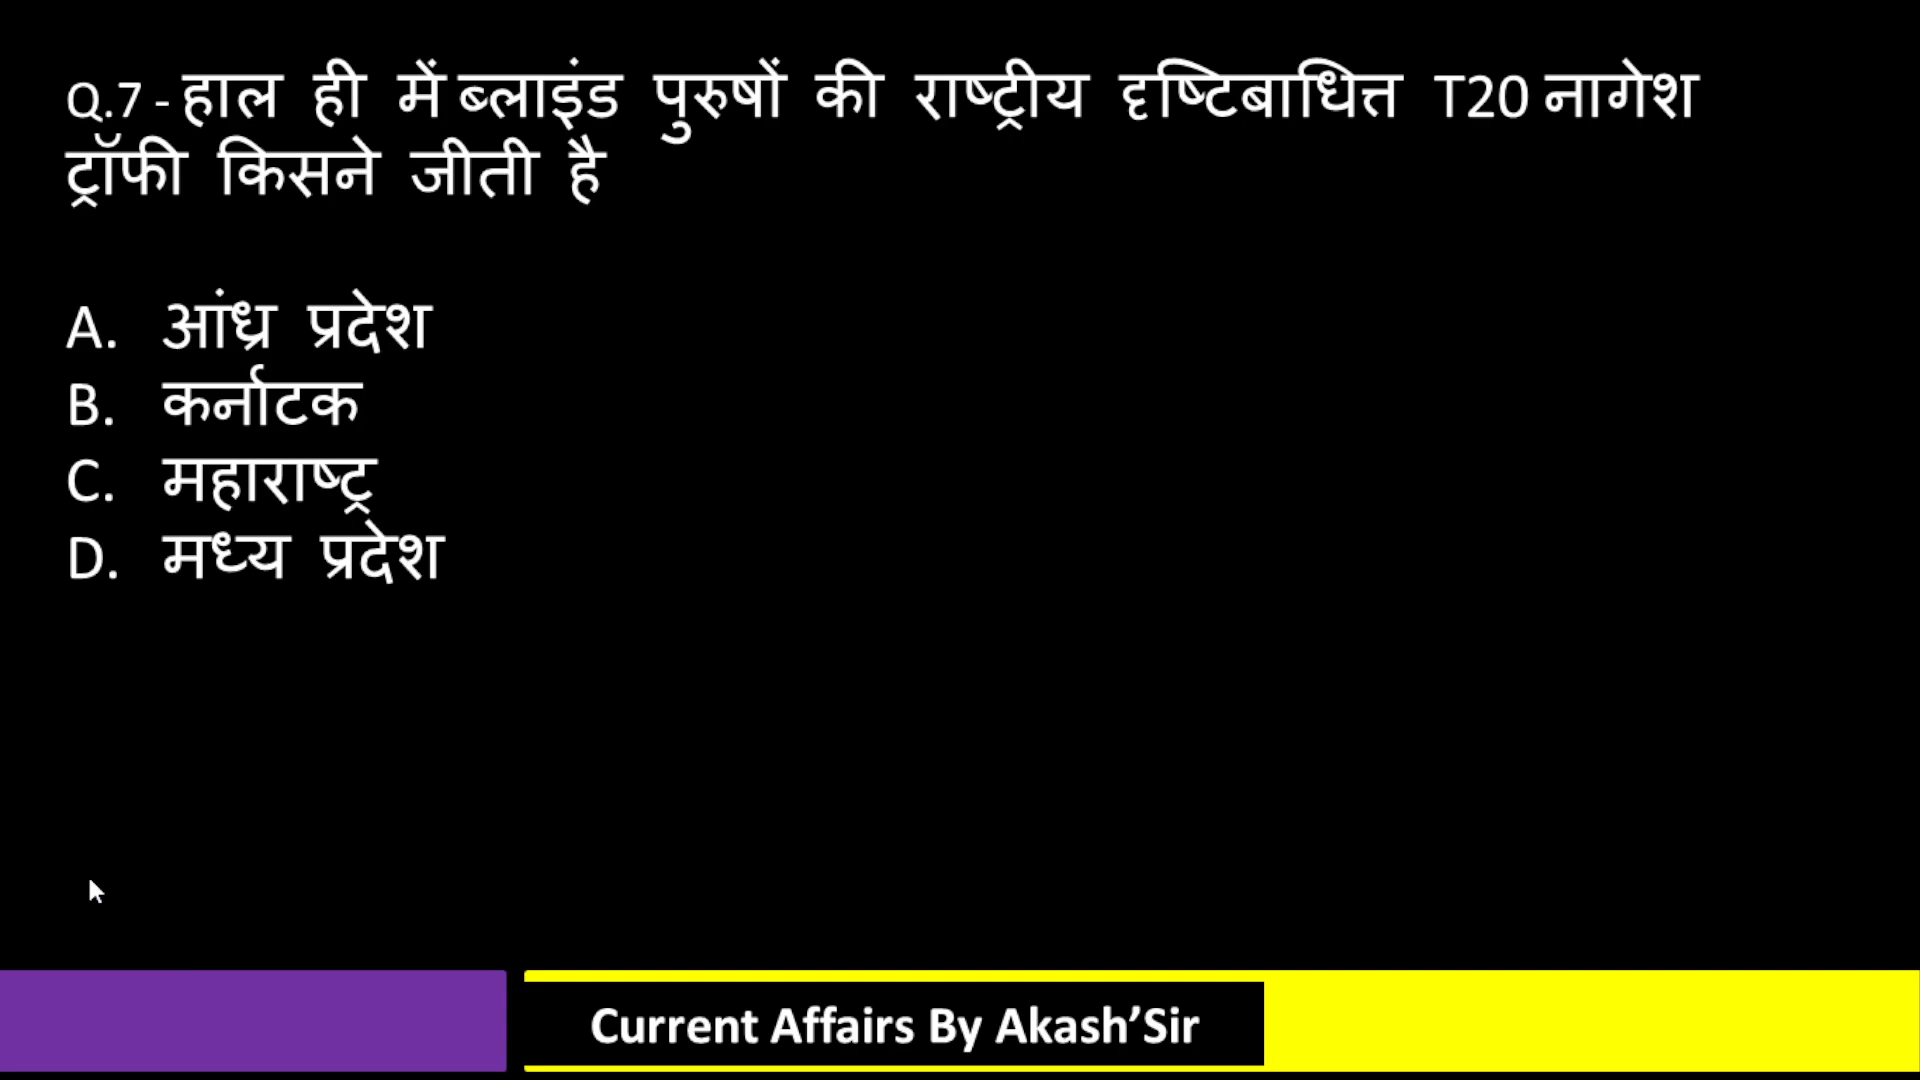 Q.7 - हाल ही में ब्लाइंड पुरुषों की राष्ट्रीय दृष्टिबाधित्त T20 नागेश
ट्रॉफी किसने जीती है
A. आंध्र प्रदेश
B. कर्नाटक
C. महाराष्ट्र
D. मध्य प्रदेश
Current Affairs By Akash’Sir